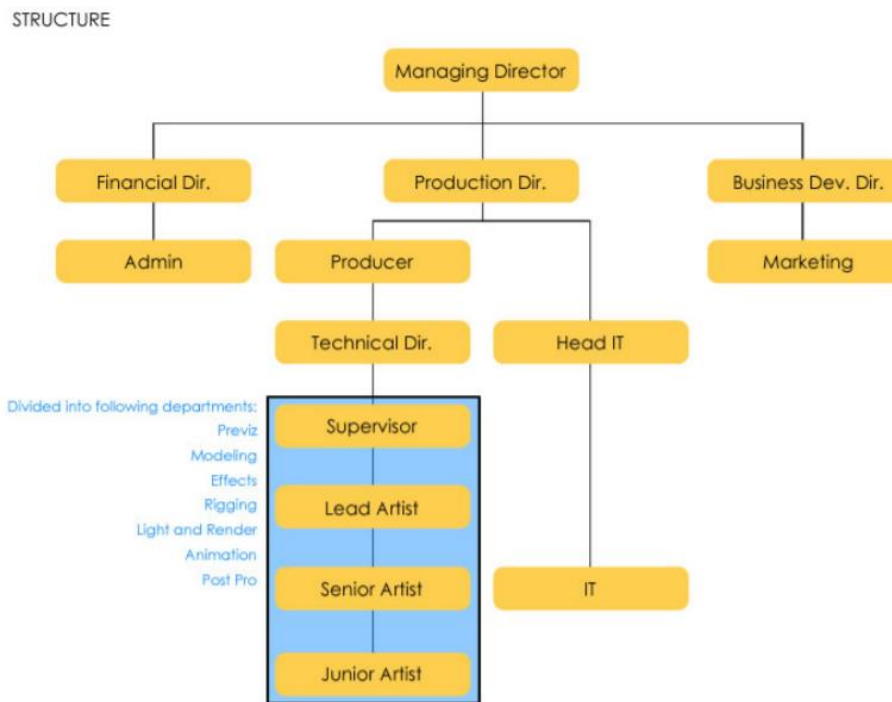 STRUCTURE
Managing Director
Financial Dir.
Production Dir.
Business Dev. Dir.
Admin
Producer
Marketing
Technical Dir.
Head IT
Divided into following departments:
Previz
Modeling
Effects
Rigging
Light and Render
Animation
Post Pro
Supervisor
Lead Artist
Senior Artist
IT
Junior Artist